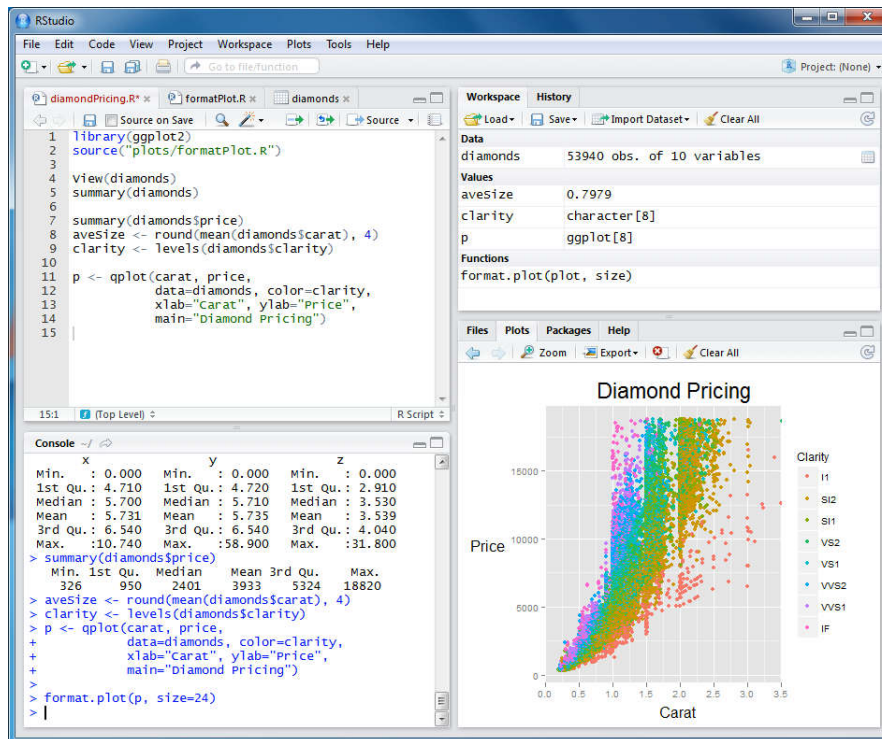 RStudio
File Edit Code View Project Workspace Plots Tools Help
Go to file/function
Project: (None)
diamondPricing.R* formatPlot.R diamonds
Source on Save Source
1 library(ggplot2)
2 source("plots/formatPlot.R")
3
4 View(diamonds)
5 summary(diamonds)
6
7 summary(diamonds$price)
8 aveSize <- round(mean(diamonds$carat), 4)
9 clarity <- levels(diamonds$clarity)
10
11 p <- qplot(carat, price,
12 data=diamonds, color=clarity,
13 xlab="Carat", ylab="Price",
14 main="Diamond Pricing")
15
15:1 (Top Level) R Script
Console ~/
x y z
Min. : 0.000 Min. : 0.000 Min. : 0.000
1st Qu.: 4.710 1st Qu.: 4.720 1st Qu.: 2.910
Median : 5.700 Median : 5.710 Median : 3.530
Mean : 5.731 Mean : 5.735 Mean : 3.539
3rd Qu.: 6.540 3rd Qu.: 6.540 3rd Qu.: 4.040
Max. :10.740 Max. :58.900 Max. :31.800
> summary(diamonds$price)
Min. 1st Qu. Median Mean 3rd Qu. Max.
326 950 2401 3933 5324 18820
> aveSize <- round(mean(diamonds$carat), 4)
> clarity <- levels(diamonds$clarity)
> p <- qplot(carat, price,
+ data=diamonds, color=clarity,
+ xlab="Carat", ylab="Price",
+ main="Diamond Pricing")
>
> format.plot(p, size=24)
>
Workspace History
Load Save Import Dataset Clear All
Data
diamonds 53940 obs. of 10 variables
Values
aveSize 0.7979
clarity character[8]
p ggplot[8]
Functions
format.plot(plot, size)
Files Plots Packages Help
Zoom Export Clear All
Diamond Pricing
Price
15000
10000
5000
0
0.0 0.5 1.0 1.5 2.0 2.5 3.0 3.5
Carat
Clarity
I1
SI2
SI1
VS2
VS1
VVS2
VVS1
IF